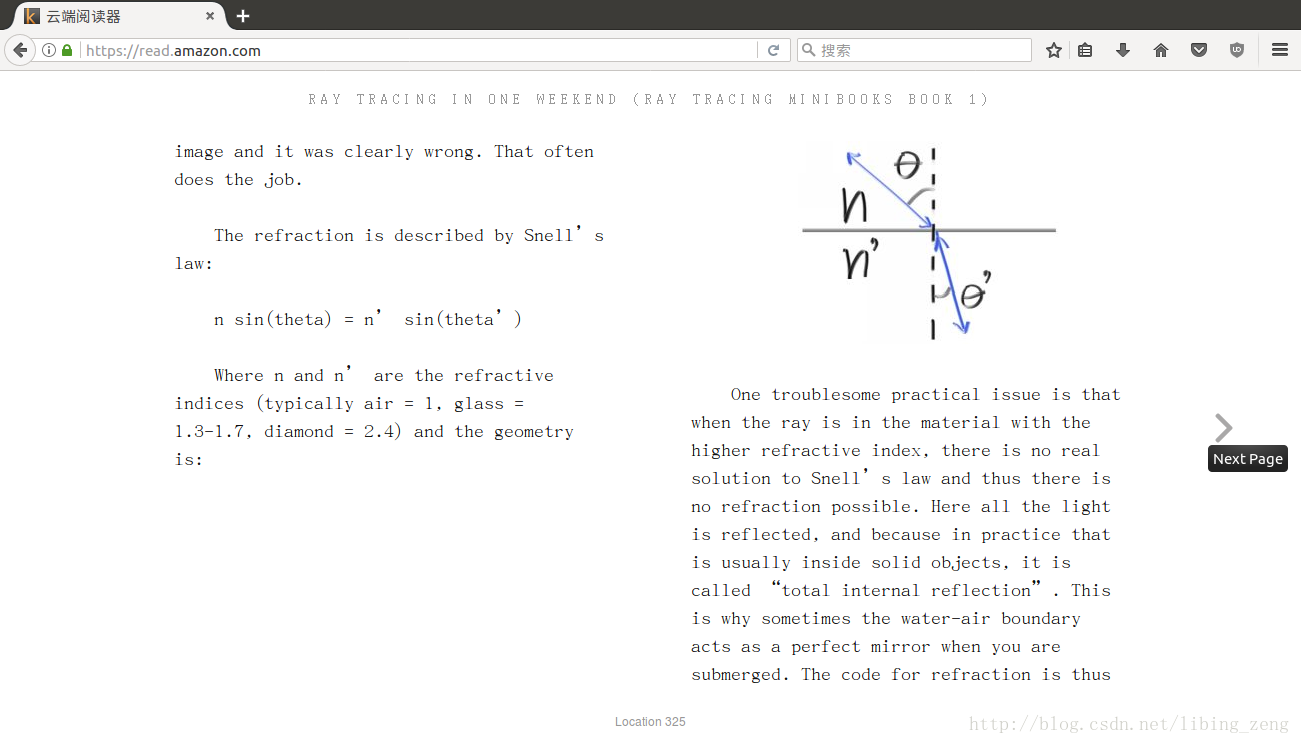 云端阅读器
https://read.amazon.com
搜索
RAY TRACING IN ONE WEEKEND (RAY TRACING MINIBOOKS BOOK 1)
image and it was clearly wrong. That often
does the job.
The refraction is described by Snell’s
law:
n sin(theta) = n’ sin(theta’)
Where n and n’ are the refractive
indices (typically air = 1, glass =
1.3-1.7, diamond = 2.4) and the geometry
is:
θ
n
n’
θ’
One troublesome practical issue is that
when the ray is in the material with the
higher refractive index, there is no real
solution to Snell’s law and thus there is
no refraction possible. Here all the light
is reflected, and because in practice that
is usually inside solid objects, it is
called “total internal reflection”. This
is why sometimes the water-air boundary
acts as a perfect mirror when you are
submerged. The code for refraction is thus
Next Page
Location 325
http://blog.csdn.net/libing_zeng